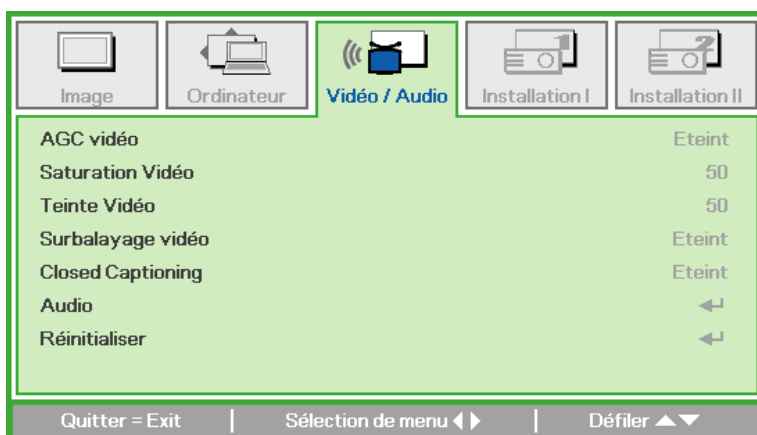 Image Ordinateur Vidéo / Audio Installation I Installation II
AGC vidéo Eteint
Saturation Vidéo 50
Teinte Vidéo 50
Surbalayage vidéo Eteint
Closed Captioning Eteint
Audio
Réinitialiser
Quitter = Exit Sélection de menu Défiler